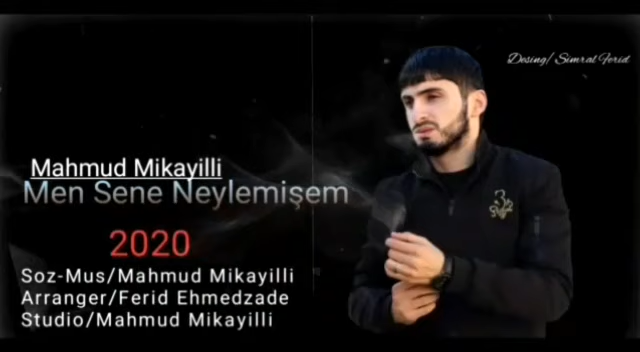 Desing/ Simral Ferid
Mahmud Mikayilli
Men Sene Neylemişem
2020
Soz-Mus/Mahmud Mikayilli
Arranger/Ferid Ehmedzade
Studio/Mahmud Mikayilli